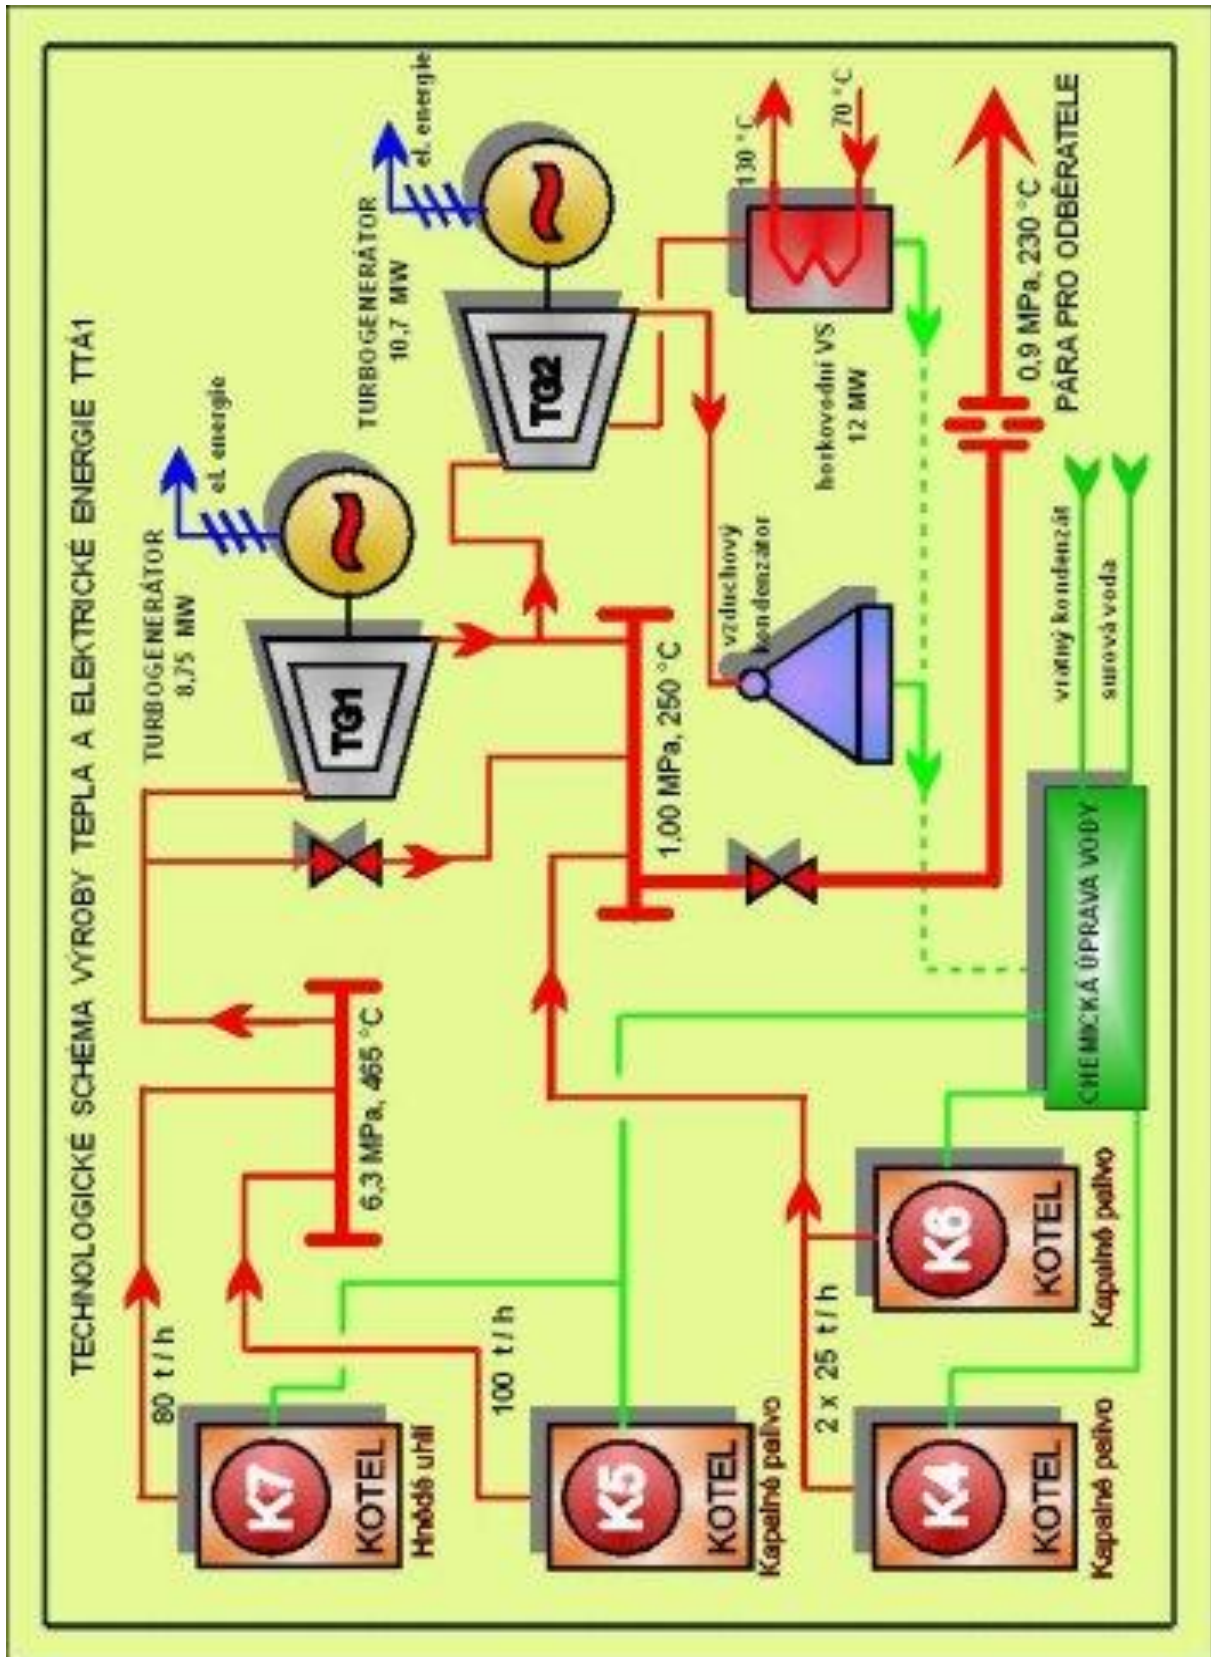 TECHNOLOGICKÉ SCHÉMA VÝROBY TEPLA A ELEKTRICKÉ ENERGIE TTA1
80 t/h
K7
KOTEL
Hnědé uhlí
100 t/h
K5
KOTEL
Kapalné palivo
2 x 25 t/h
K4
KOTEL
Kapalné palivo
K6
KOTEL
Kapalné palivo
6,3 MPa, 465 °C
TURBOGENERÁTOR
8,75 MW
TG1
el. energie
TURBOGENERÁTOR
10,7 MW
TG2
el. energie
1,00 MPa, 250 °C
vzduchový
kondenzátor
horkovodní VS
12 MW
130 °C
70 °C
0,9 MPa, 230 °C
PÁRA PRO ODBĚRATELE
CHEMICKÁ ÚPRAVA VODY
vratný kondenzát
surová voda